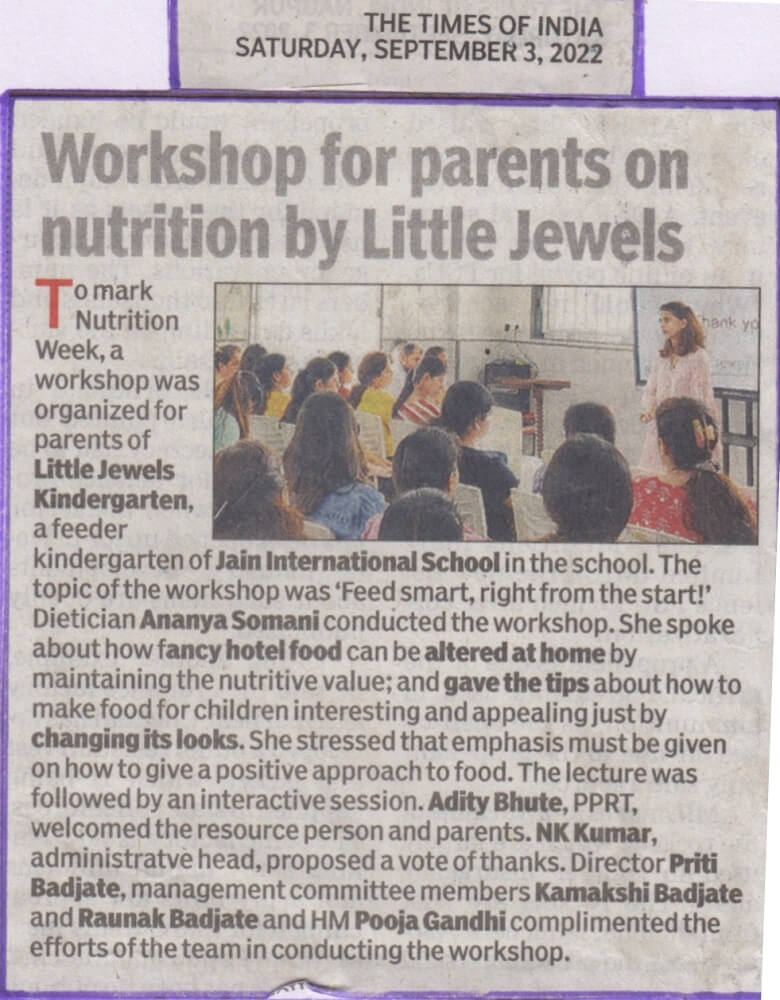 THE TIMES OF INDIA
SATURDAY, SEPTEMBER 3, 2022
Workshop for parents on
nutrition by Little Jewels
To mark
Nutrition
Week, a
workshop was
organized for
parents of
Little Jewels
Kindergarten,
a feeder
kindergarten of Jain International School in the school. The
topic of the workshop was ‘Feed smart, right from the start!’
Dietician Ananya Somani conducted the workshop. She spoke
about how fancy hotel food can be altered at home by
maintaining the nutritive value; and gave the tips about how to
make food for children interesting and appealing just by
changing its looks. She stressed that emphasis must be given
on how to give a positive approach to food. The lecture was
followed by an interactive session. Adity Bhute, PPRT,
welcomed the resource person and parents. NK Kumar,
administratve head, proposed a vote of thanks. Director Priti
Badjate, management committee members Kamakshi Badjate
and Raunak Badjate and HM Pooja Gandhi complimented the
efforts of the team in conducting the workshop.
hank yo